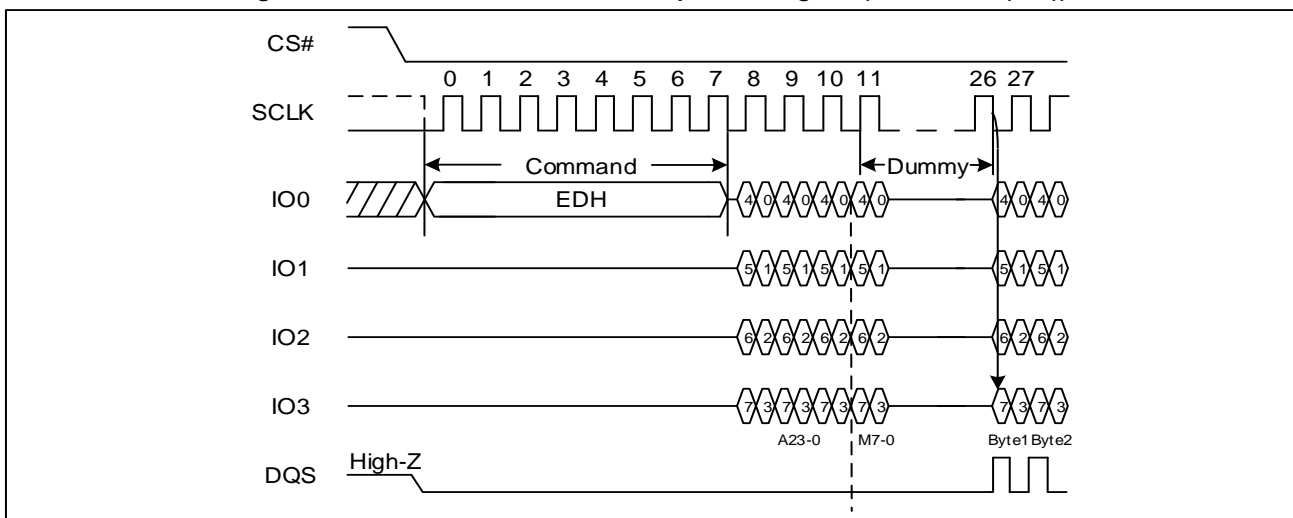 CS#
0 1 2 3 4 5 6 7 8 9 10 11 26 27
SCLK
Command Dummy
IO0 EDH 4 0 4 0 4 0 4 0 4 0 4 0
IO1 5 1 5 1 5 1 5 1 5 1 5 1
IO2 6 2 6 2 6 2 6 2 6 2 6 2
IO3 7 3 7 3 7 3 7 3 7 3 7 3
A23-0 M7-0 Byte1 Byte2
High-Z
DQS